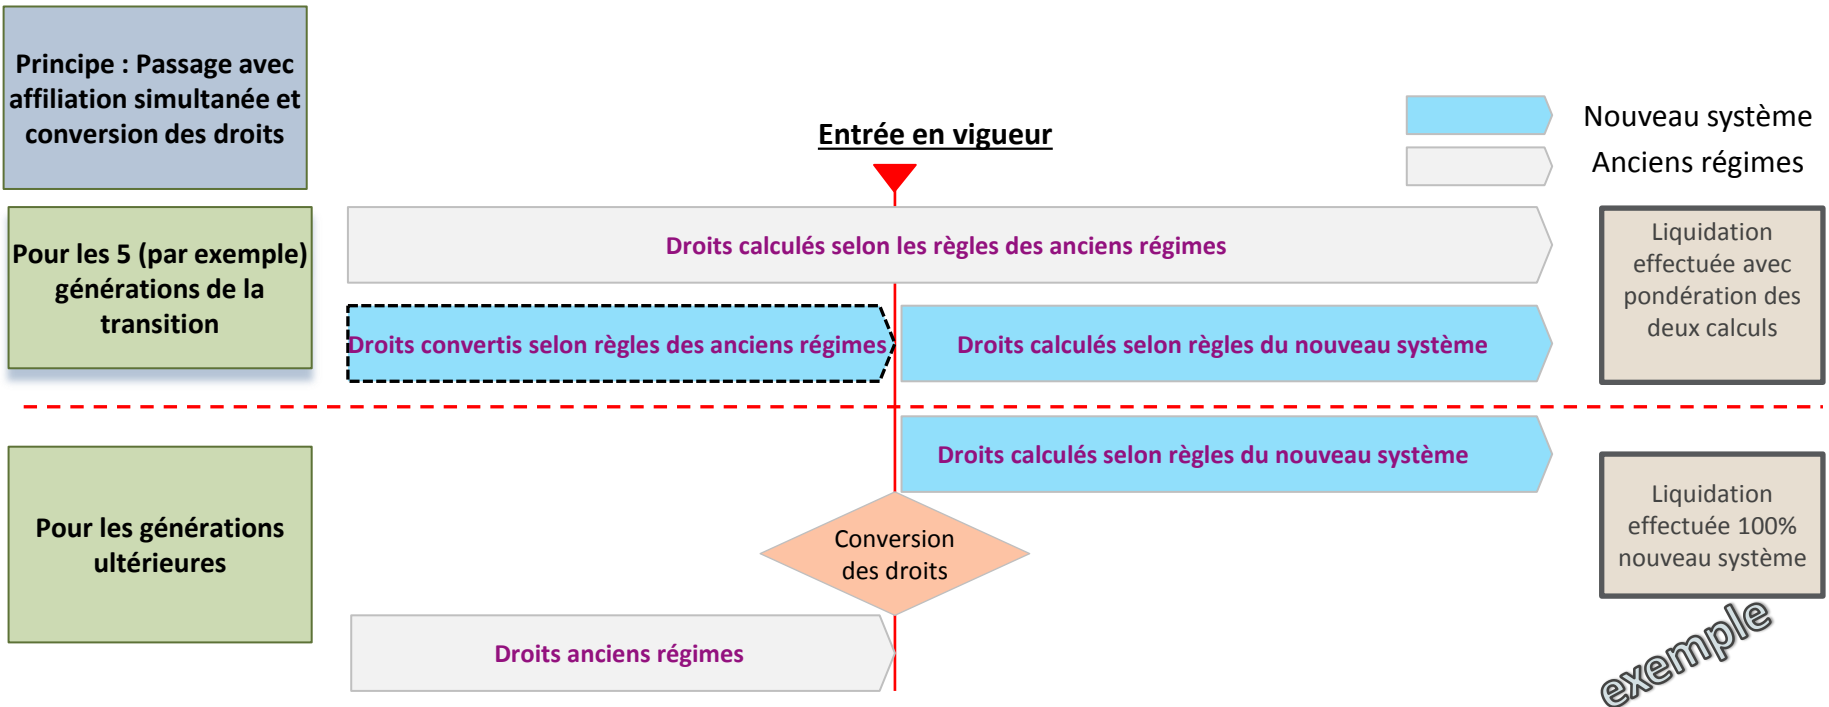 Principe : Passage avec
affiliation simultanée et
conversion des droits
Entrée en vigueur
Nouveau système
Anciens régimes
Pour les 5 (par exemple)
générations de la
transition
Droits calculés selon les règles des anciens régimes
Droits convertis selon règles des anciens régimes
Droits calculés selon règles du nouveau système
Liquidation
effectuée avec
pondération des
deux calculs
Droits calculés selon règles du nouveau système
Pour les générations
ultérieures
Conversion
des droits
Liquidation
effectuée 100%
nouveau système
Droits anciens régimes
exemple